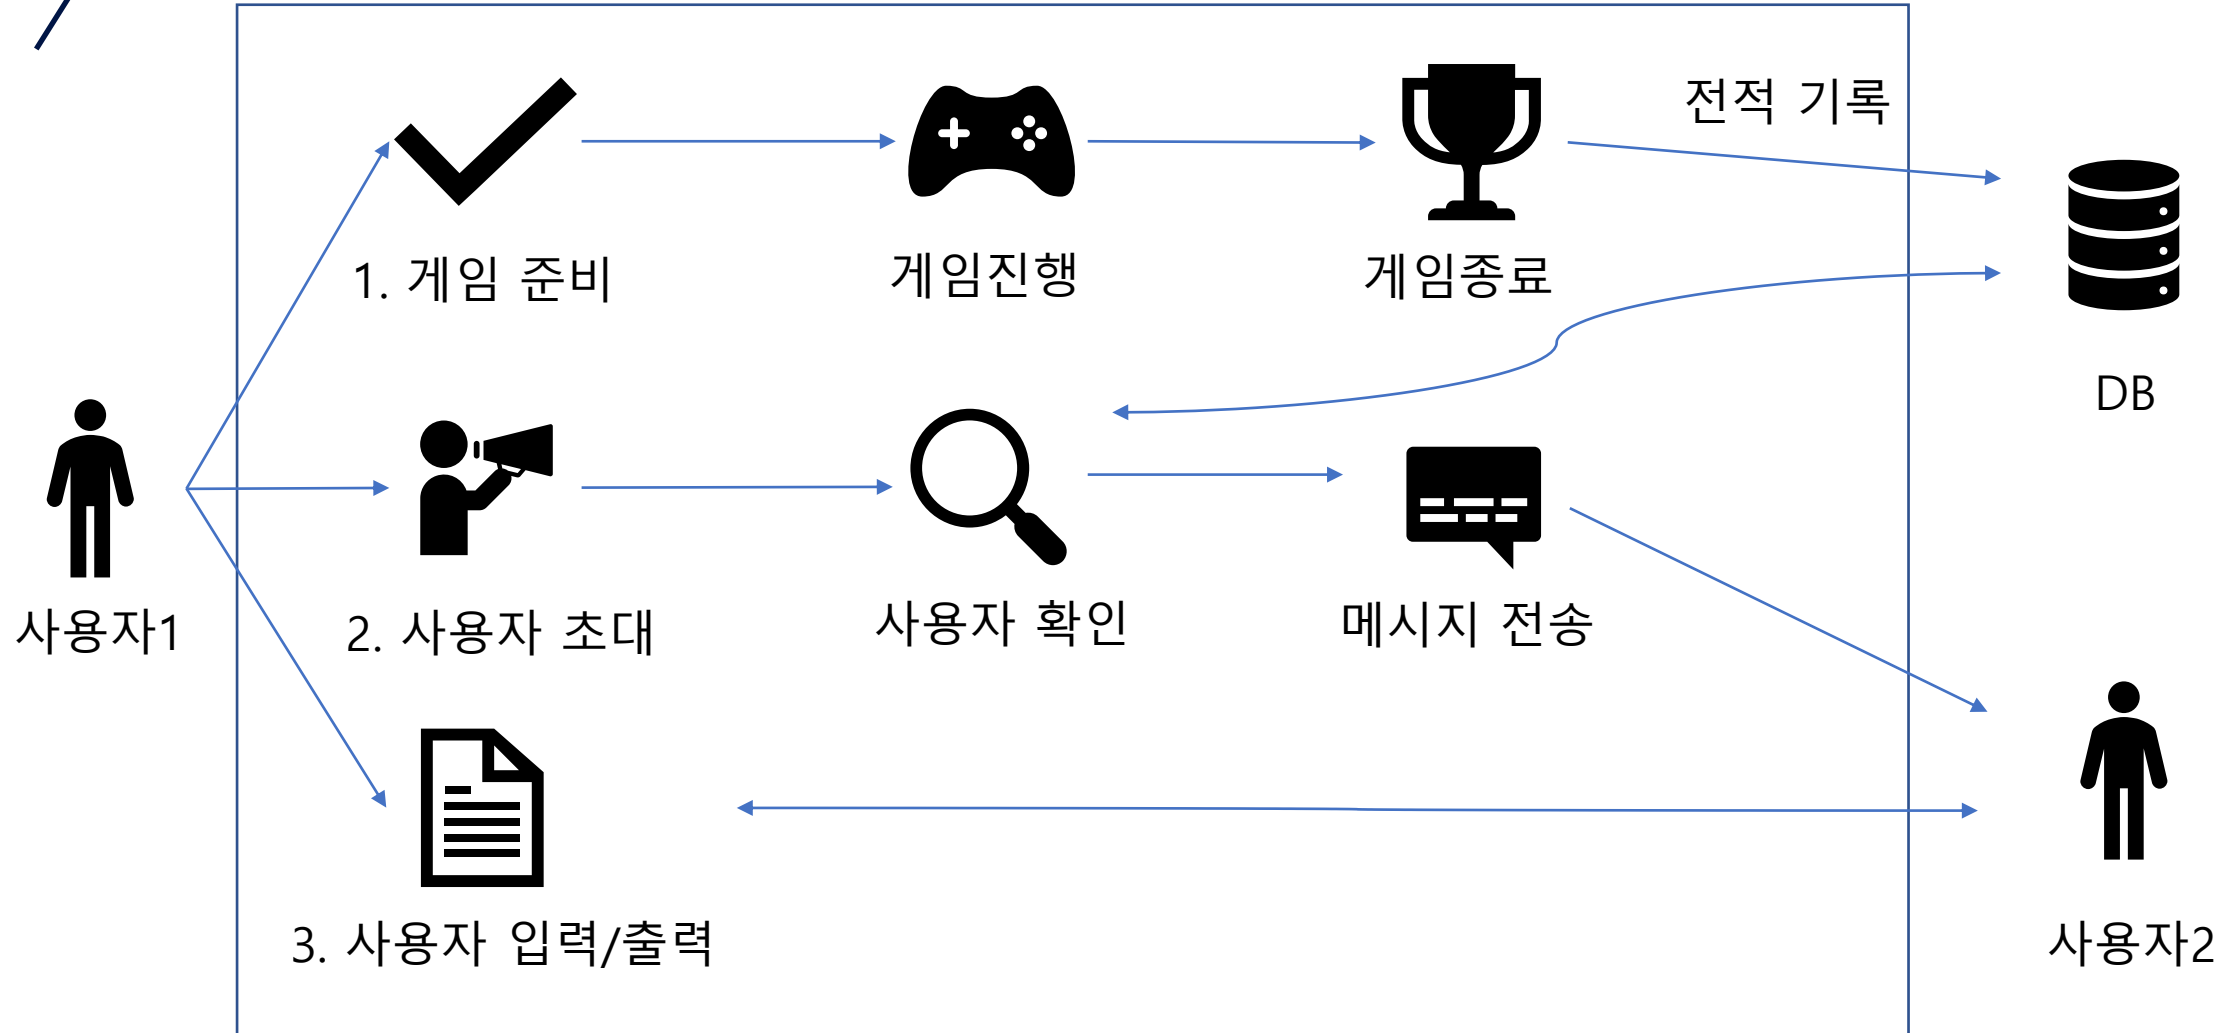 전적 기록
1. 게임 준비
게임진행
게임종료
DB
사용자1
2. 사용자 초대
사용자 확인
메시지 전송
3. 사용자 입력/출력
사용자2